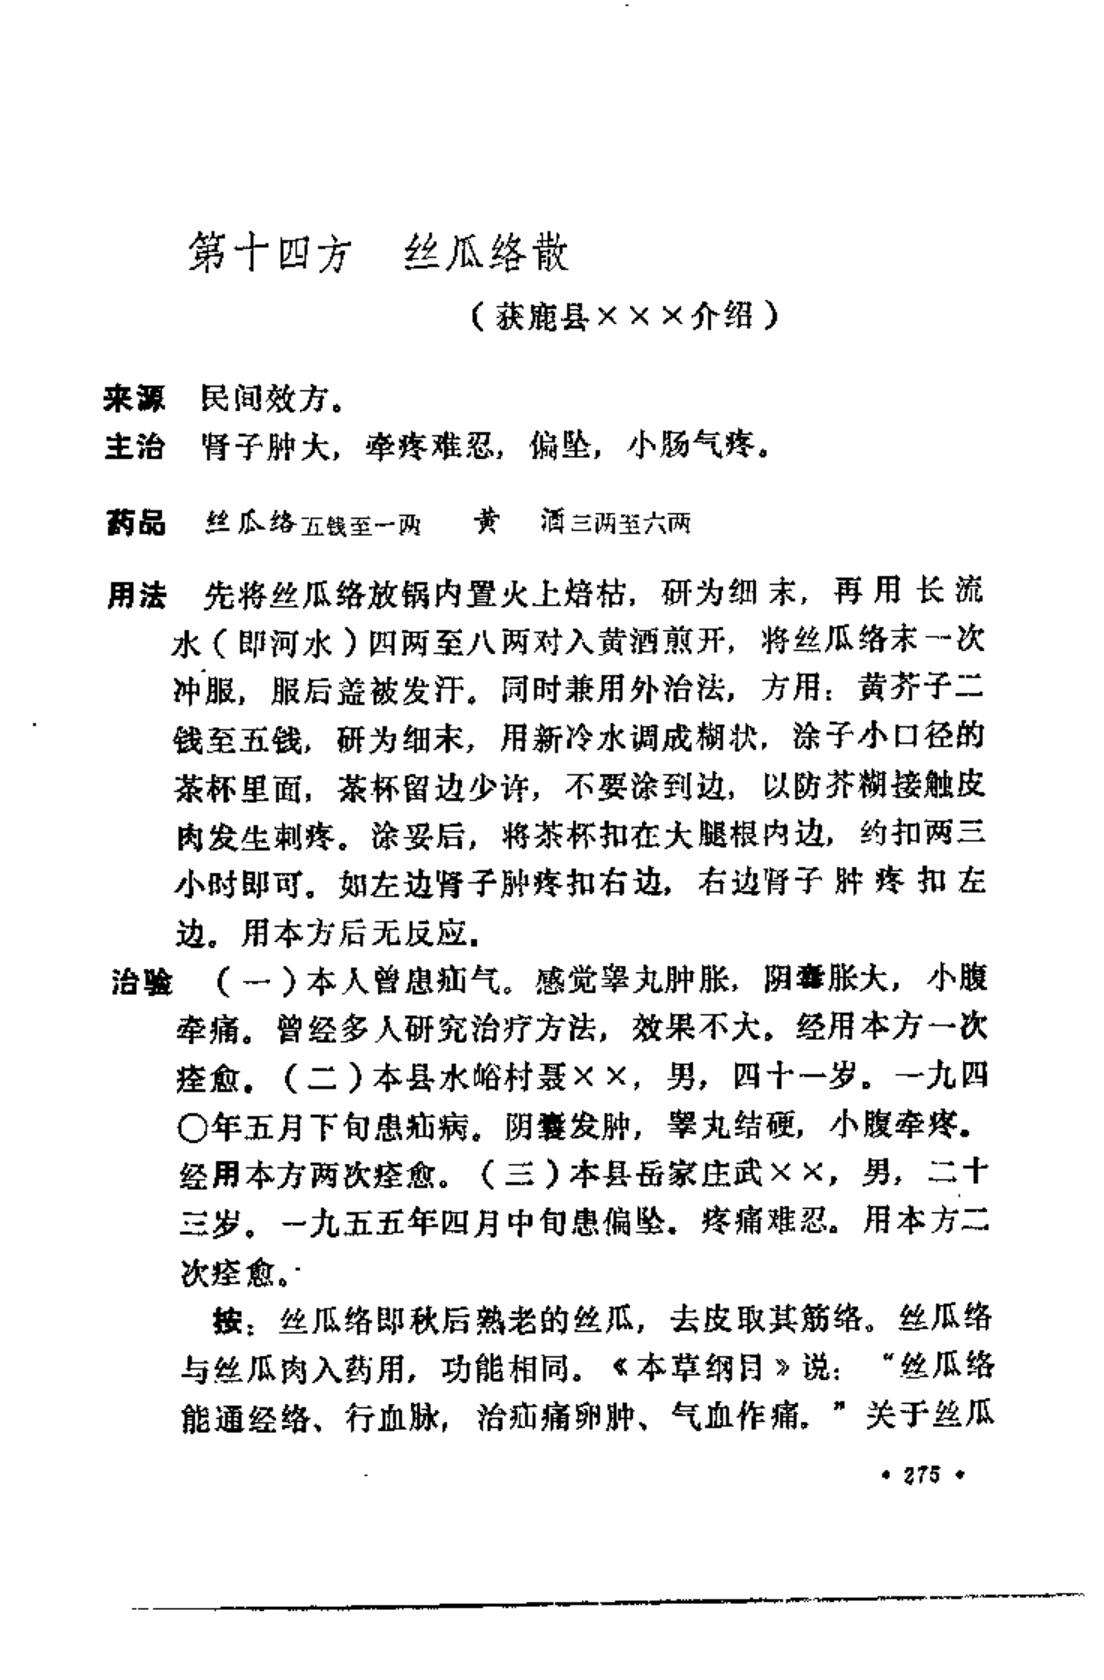 第十四方　丝瓜络散
（获鹿县×××介绍）
来源　民间效方。
主治　肾子肿大，牵疼难忍，偏坠，小肠气疼。
药品　丝瓜络五钱至一两　黄　酒三两至六两
用法　先将丝瓜络放锅内置火上焙枯，研为细末，再用长流
水（即河水）四两至八两对入黄酒煎开，将丝瓜络末一次
冲服，服后盖被发汗。同时兼用外治法，方用：黄芥子二
钱至五钱，研为细末，用新冷水调成糊状，涂子小口径的
茶杯里面，茶杯留边少许，不要涂到边，以防芥糊接触皮
肉发生刺疼。涂妥后，将茶杯扣在大腿根内边，约扣两三
小时即可。如左边肾子肿疼扣右边，右边肾子肿疼扣左
边。用本方后无反应。
治验　（一）本人曾患疝气。感觉睾丸肿胀，阴囊胀大，小腹
牵痛。曾经多人研究治疗方法，效果不大。经用本方一次
痊愈。（二）本县水峪村聂××，男，四十一岁。一九四
〇年五月下旬患疝病。阴囊发肿，睾丸结硬，小腹牵疼。
经用本方两次痊愈。（三）本县岳家庄武××，男，二十
三岁。一九五五年四月中旬患偏坠。疼痛难忍。用本方二
次痊愈。
按：丝瓜络即秋后熟老的丝瓜，去皮取其筋络。丝瓜络
与丝瓜肉入药用，功能相同。《本草纲目》说：“丝瓜络
能通经络、行血脉，治疝痛卵肿、气血作痛。”关于丝瓜
• 275 •